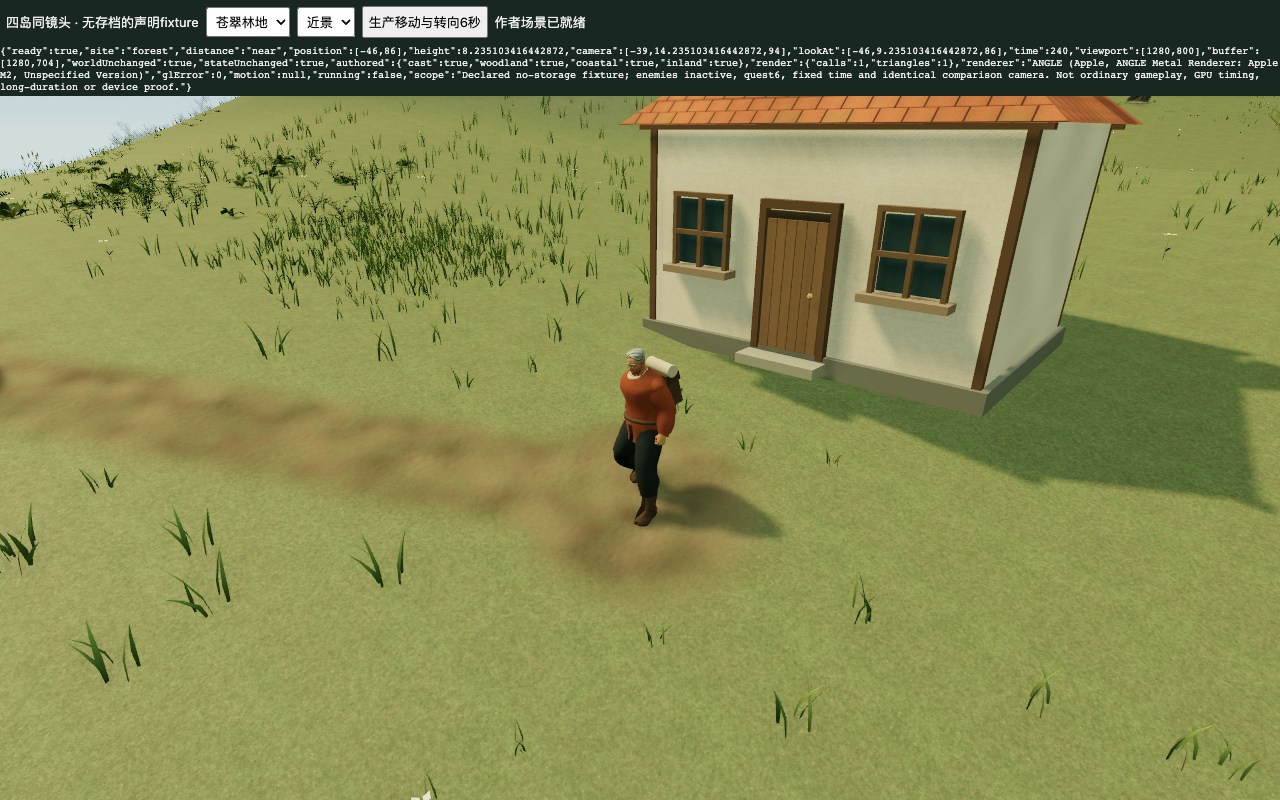 四岛同镜头 · 无存档的声明fixture 苍翠林地 近景 生产移动与转向6秒 作者场景已就绪
{"ready":true,"site":"forest","distance":"near","position":[-46,86],"height":8.235103416442872,"camera":[-39,14.235103416442872,94],"lookAt":[-46,9.235103416442872,86],"time":240,"viewport":[1280,800],"buffer":
[1280,704],"worldUnchanged":true,"stateUnchanged":true,"authored":{"cast":true,"woodland":true,"coastal":true,"inland":true},"render":{"calls":1,"triangles":1},"renderer":"ANGLE (Apple, ANGLE Metal Renderer: Apple
M2, Unspecified Version)","glError":0,"motion":null,"running":false,"scope":"Declared no-storage fixture; enemies inactive, quest6, fixed time and identical comparison camera. Not ordinary gameplay, GPU timing,
long-duration or device proof."}